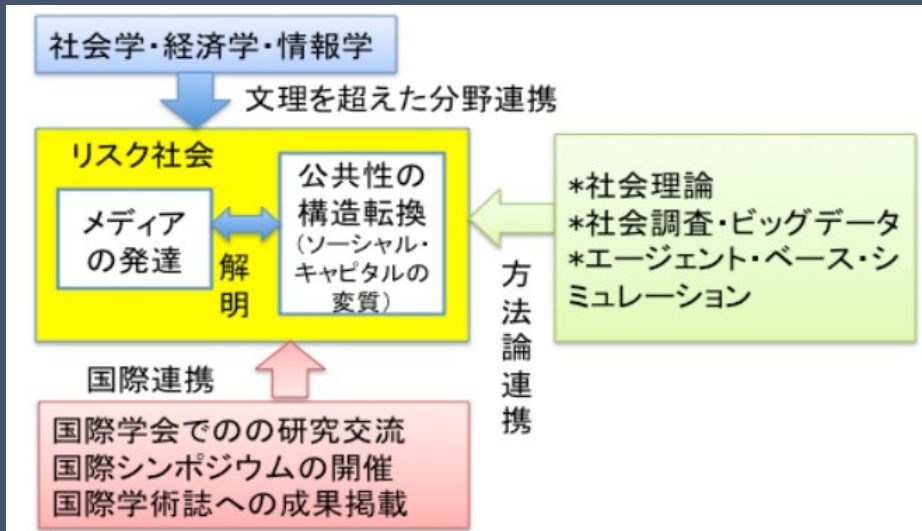 社会学・経済学・情報学
文理を超えた分野連携
リスク社会
メディア
の発達
解
明
公共性の
構造転換
(ソーシャル・
キャピタルの
変質)
*社会理論
*社会調査・ビッグデータ
*エージェント・ベース・シ
ミュレーション
方
法
論
連
携
国際連携
国際学会でのの研究交流
国際シンポジウムの開催
国際学術誌への成果掲載